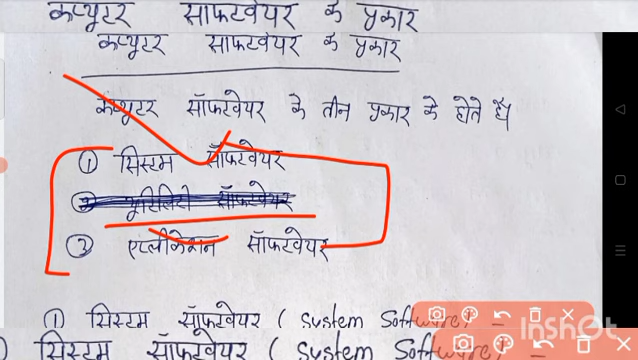 कम्प्यूटर सॉफ्टवेयर के प्रकार
कम्प्यूटर सॉफ्टवेयर के प्रकार
कम्प्यूटर सॉफ्टवेयर के तीन प्रकार के होते हैं
① सिस्टम सॉफ्टवेयर
② यूटिलिटी सॉफ्टवेयर
③ एप्लीकेशन सॉफ्टवेयर
① सिस्टम सॉफ्टवेयर ( System Software) =
) सिस्टम सॉफ्टवेयर ( System Software) =
InShOt